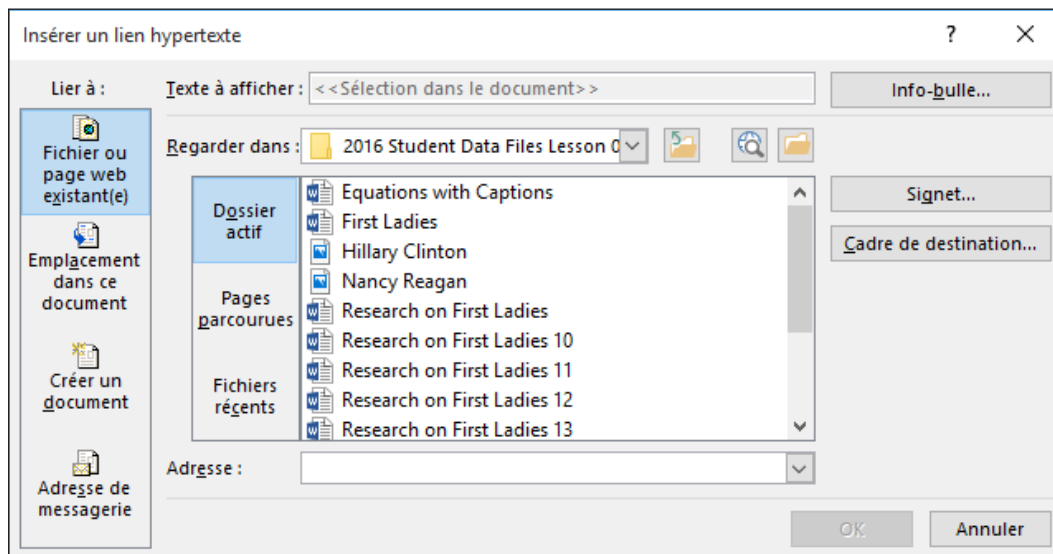 Insérer un lien hypertexte
?
Lier à :
Texte à afficher :
<<Sélection dans le document>>
Info-bulle...
Fichier ou
page web
existant(e)
Emplacement
dans ce
document
Créer un
document
Adresse de
messagerie
Regarder dans :
2016 Student Data Files Lesson 0
Dossier
actif
Pages
parcourues
Fichiers
récents
Equations with Captions
First Ladies
Hillary Clinton
Nancy Reagan
Research on First Ladies
Research on First Ladies 10
Research on First Ladies 11
Research on First Ladies 12
Research on First Ladies 13
Signet...
Cadre de destination...
Adresse :
OK
Annuler